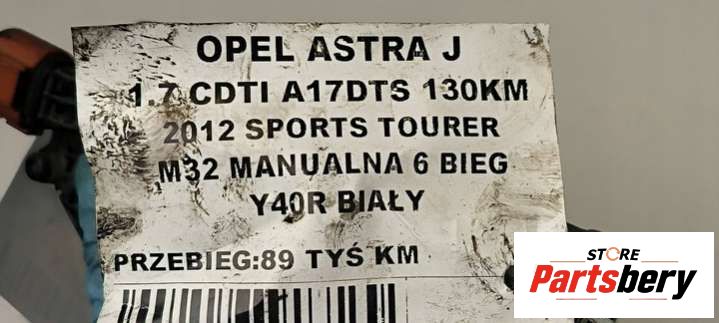 OPEL ASTRA J
1.7 CDTI A17DTS 130KM
2012 SPORTS TOURER
M32 MANUALNA 6 BIEG
Y40R BIAŁY
PRZEBIEG:89 TYŚ KM
STORE
Partsbery